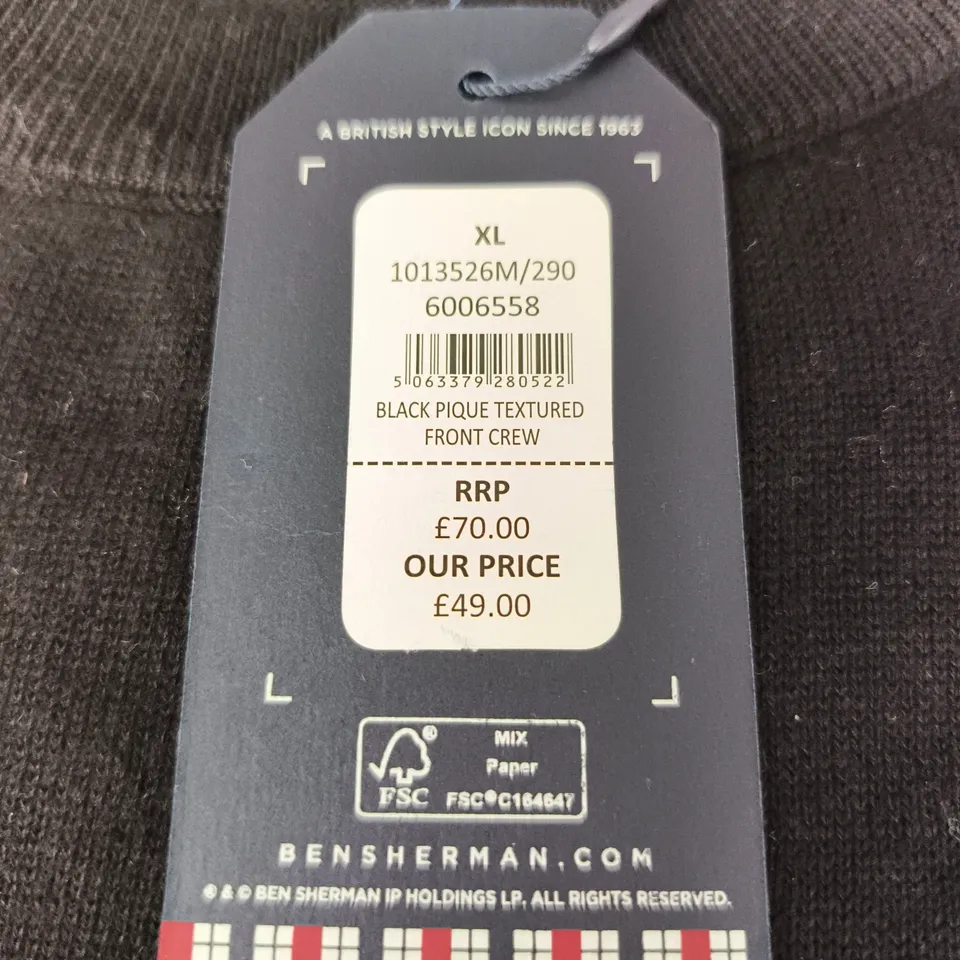 A BRITISH STYLE ICON SINCE 1963
XL
1013526M/290
6006558
5 063379 280522
BLACK PIQUE TEXTURED
FRONT CREW
RRP
£70.00
OUR PRICE
£49.00
MIX
Paper
FSC® C164647
FSC
BENSHERMAN.COM
® & © BEN SHERMAN IP HOLDINGS LP. ALL RIGHTS RESERVED.